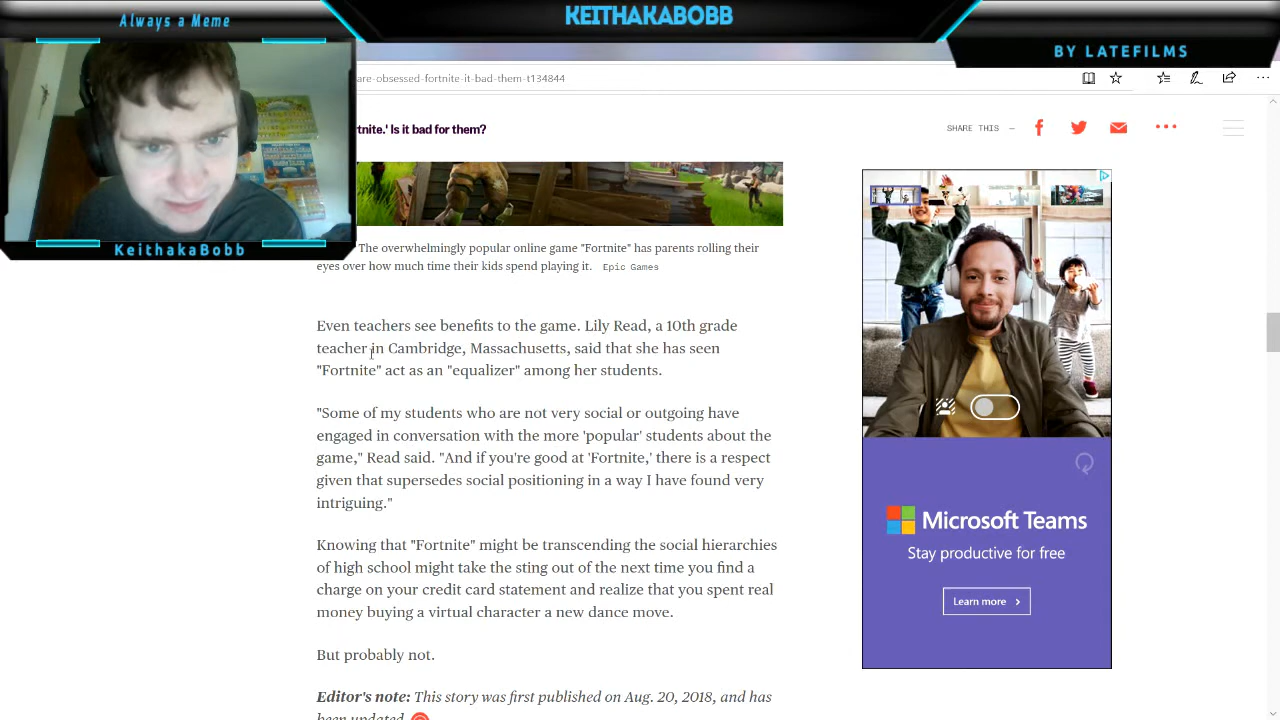 Always a Meme
KEITHAKABOBB
BY LATEFILMS
are-obsessed-fortnite-it-bad-them-t134844
KeithakaBobb
rtnite.' Is it bad for them?
SHARE THIS —
The overwhelmingly popular online game "Fortnite" has parents rolling their
eyes over how much time their kids spend playing it. Epic Games
Even teachers see benefits to the game. Lily Read, a 10th grade
teacher in Cambridge, Massachusetts, said that she has seen
"Fortnite" act as an "equalizer" among her students.
"Some of my students who are not very social or outgoing have
engaged in conversation with the more 'popular' students about the
game," Read said. "And if you're good at 'Fortnite,' there is a respect
given that supersedes social positioning in a way I have found very
intriguing."
Knowing that "Fortnite" might be transcending the social hierarchies
of high school might take the sting out of the next time you find a
charge on your credit card statement and realize that you spent real
money buying a virtual character a new dance move.
But probably not.
Editor's note: This story was first published on Aug. 20, 2018, and has
been updated.
Microsoft Teams
Stay productive for free
Learn more